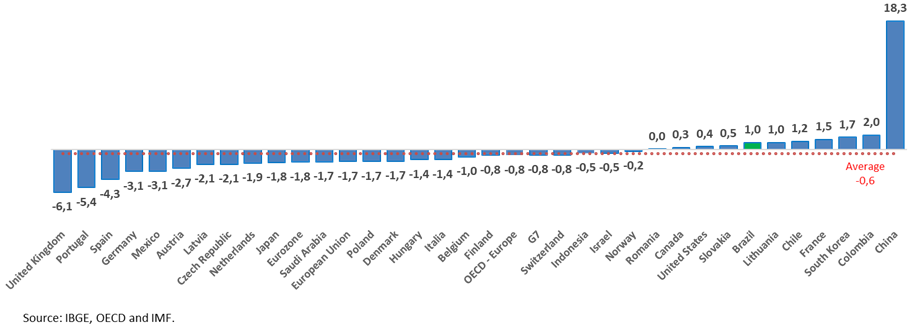 18,3
0,0 0,3 0,4 0,5 1,0 1,0 1,2 1,5 1,7 2,0
-6,1 -5,4 -4,3 -3,1 -3,1 -2,7 -2,1 -2,1 -1,9 -1,8 -1,8 -1,7 -1,7 -1,7 -1,7 -1,4 -1,4 -1,0 -0,8 -0,8 -0,8 -0,8 -0,5 -0,5 -0,2
Average
-0,6
United Kingdom
Portugal
Spain
Germany
Mexico
Austria
Latvia
Czech Republic
Netherlands
Japan
Eurozone
Saudi Arabia
European Union
Poland
Denmark
Hungary
Italia
Belgium
Finland
OECD - Europe
G7
Switzerland
Indonesia
Israel
Norway
Romania
Canada
United States
Slovakia
Brazil
Lithuania
Chile
France
South Korea
Colombia
China
Source: IBGE, OECD and IMF.